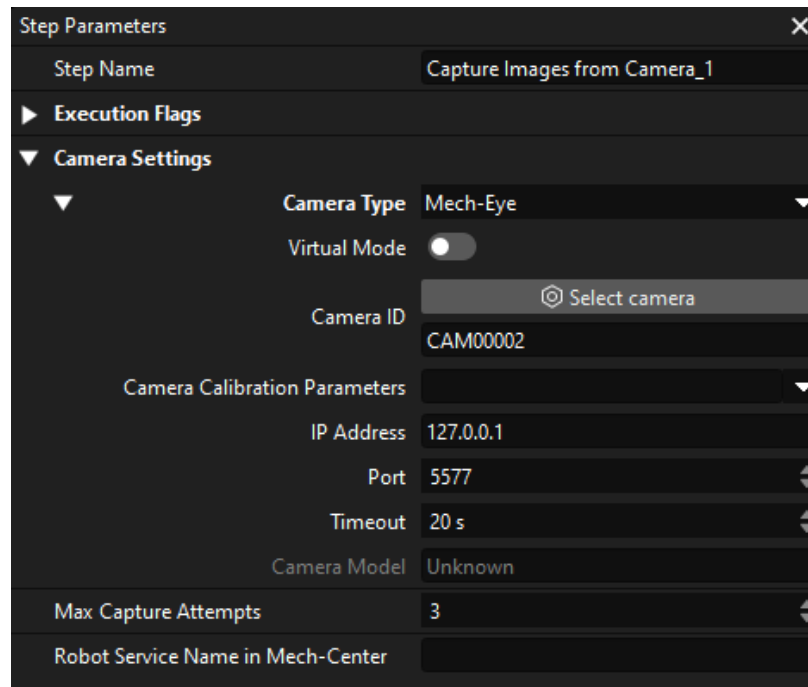 Step Parameters
Step Name Capture Images from Camera_1
Execution Flags
Camera Settings
Camera Type Mech-Eye
Virtual Mode
Select camera
Camera ID
CAM00002
Camera Calibration Parameters
IP Address 127.0.0.1
Port 5577
Timeout 20 s
Camera Model Unknown
Max Capture Attempts 3
Robot Service Name in Mech-Center